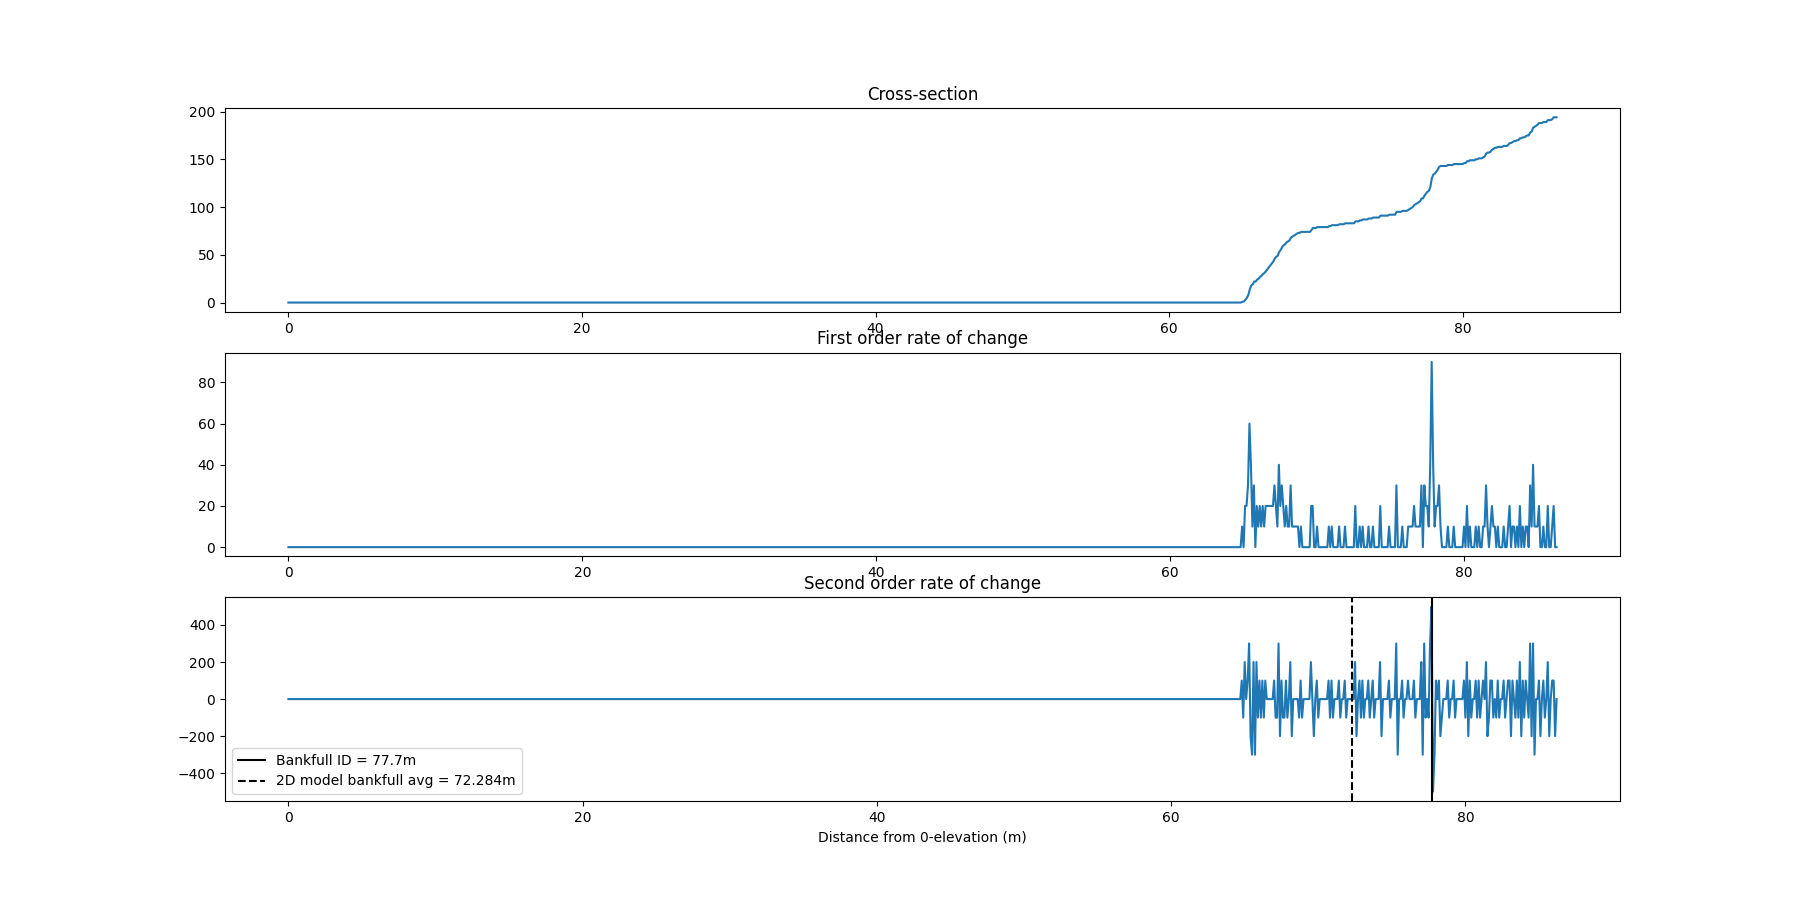 Cross-section
200
150
100
50
0
0 20 40 60 80
First order rate of change
80
60
40
20
0
0 20 40 60 80
Second order rate of change
400
200
0
−200
−400
Bankfull ID = 77.7m
2D model bankfull avg = 72.284m
0 20 40 60 80
Distance from 0-elevation (m)